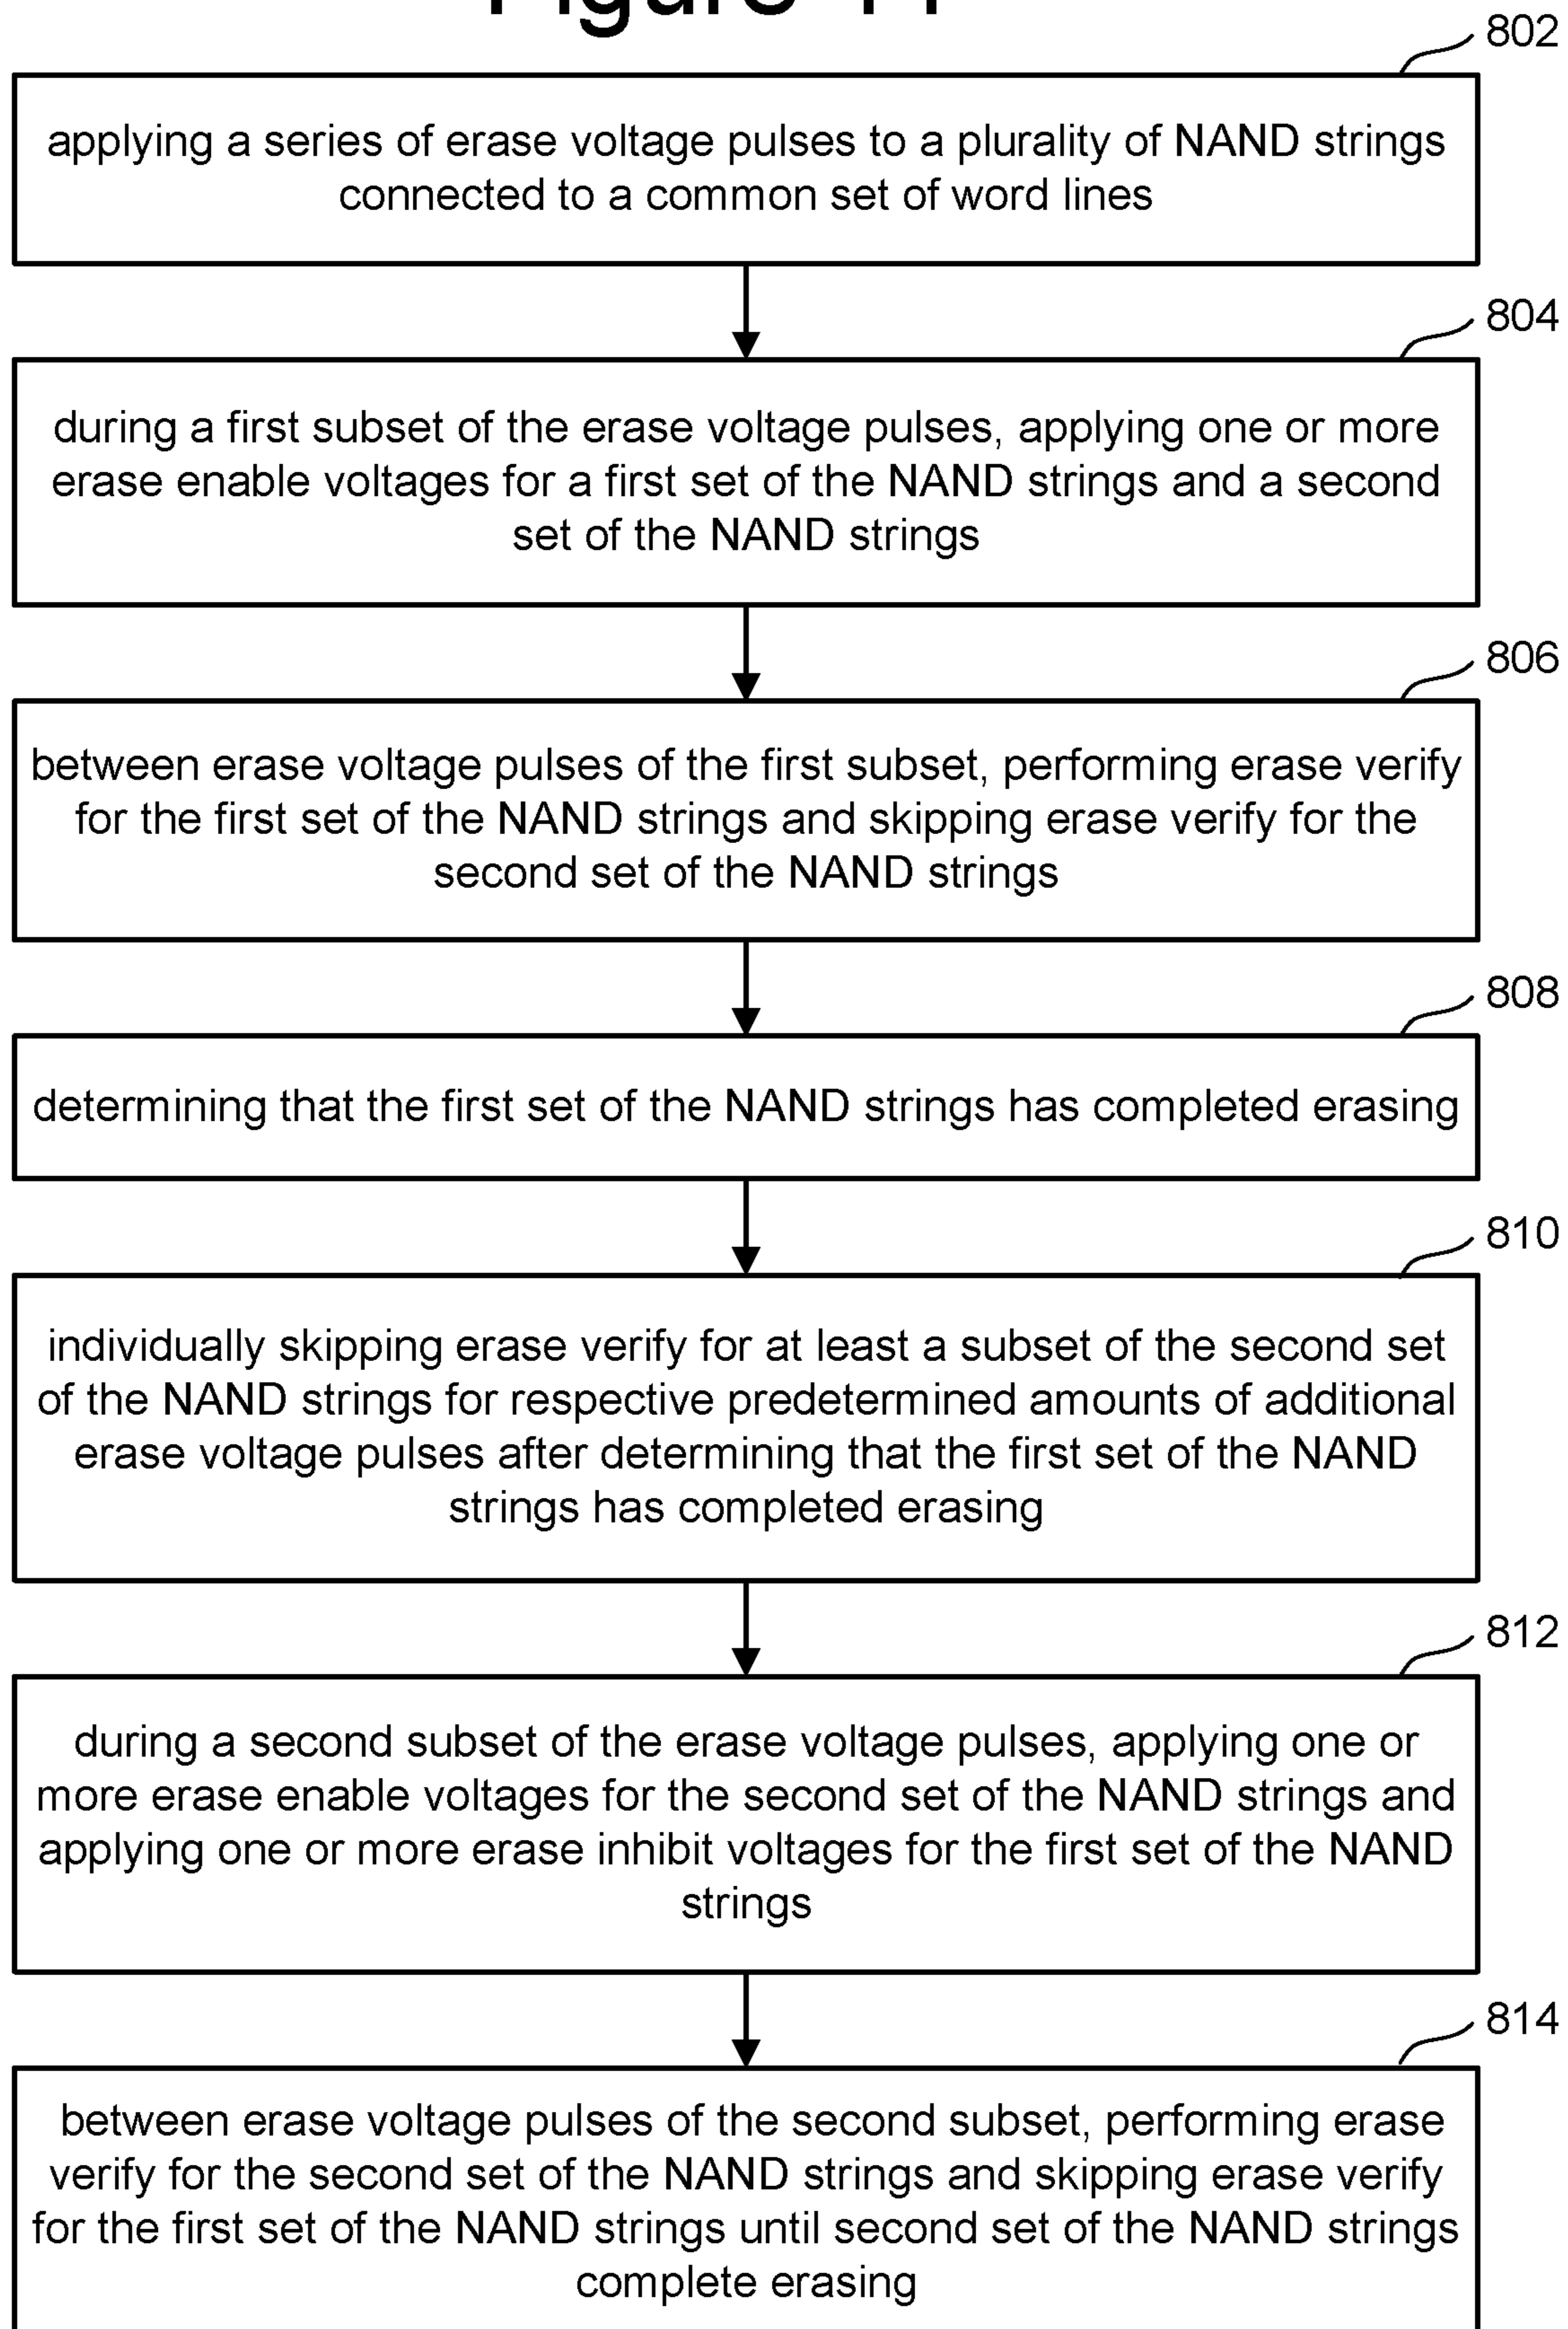 802
applying a series of erase voltage pulses to a plurality of NAND strings
connected to a common set of word lines
804
during a first subset of the erase voltage pulses, applying one or more
erase enable voltages for a first set of the NAND strings and a second
set of the NAND strings
806
between erase voltage pulses of the first subset, performing erase verify
for the first set of the NAND strings and skipping erase verify for the
second set of the NAND strings
808
determining that the first set of the NAND strings has completed erasing
810
individually skipping erase verify for at least a subset of the second set
of the NAND strings for respective predetermined amounts of additional
erase voltage pulses after determining that the first set of the NAND
strings has completed erasing
812
during a second subset of the erase voltage pulses, applying one or
more erase enable voltages for the second set of the NAND strings and
applying one or more erase inhibit voltages for the first set of the NAND
strings
814
between erase voltage pulses of the second subset, performing erase
verify for the second set of the NAND strings and skipping erase verify
for the first set of the NAND strings until second set of the NAND strings
complete erasing